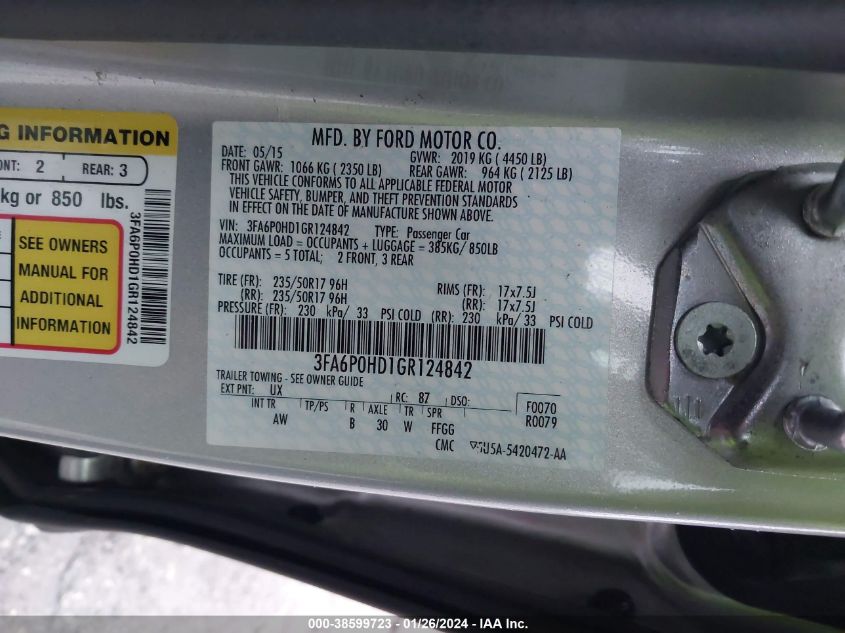 G INFORMATION
ONT: 2 REAR: 3
kg or 850 lbs.
SEE OWNERS
MANUAL FOR
ADDITIONAL
INFORMATION
3FA6P0HD1GR124842
MFD. BY FORD MOTOR CO.
DATE: 05/15 GVWR: 2019 KG ( 4450 LB)
FRONT GAWR: 1066 KG ( 2350 LB) REAR GAWR: 964 KG ( 2125 LB)
THIS VEHICLE CONFORMS TO ALL APPLICABLE FEDERAL MOTOR
VEHICLE SAFETY, BUMPER, AND THEFT PREVENTION STANDARDS
IN EFFECT ON THE DATE OF MANUFACTURE SHOWN ABOVE.
VIN: 3FA6P0HD1GR124842 TYPE: Passenger Car
MAXIMUM LOAD = OCCUPANTS + LUGGAGE = 385KG/ 850LB
OCCUPANTS = 5 TOTAL; 2 FRONT, 3 REAR
TIRE (FR): 235/50R17 96H RIMS (FR): 17x7.5J
(RR): 235/50R17 96H (RR): 17x7.5J
PRESSURE (FR): 230 kPa/ 33 PSI COLD (RR): 230 kPa/ 33 PSI COLD
3FA6P0HD1GR124842
TRAILER TOWING - SEE OWNER GUIDE
EXT PNT: UX RC: 87 DSO: F0070
INT TR TP/PS R AXLE TR SPR R0079
AW B 30 W FFGG
CMC 5U5A-5420472-AA
000-38599723 - 01/26/2024 - IAA Inc.